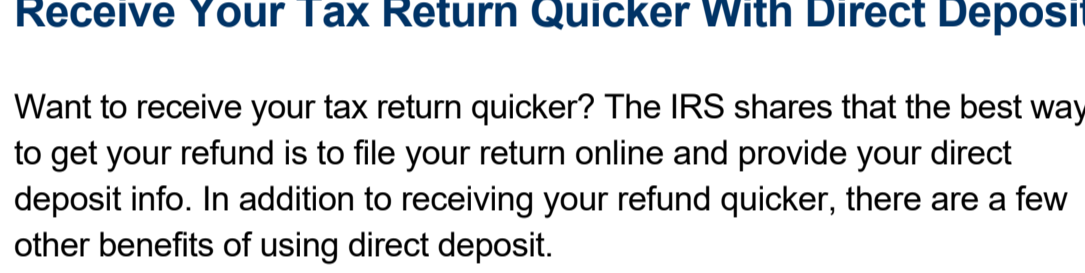 Receive Your Tax Return Quicker With Direct Deposit
Want to receive your tax return quicker? The IRS shares that the best way
to get your refund is to file your return online and provide your direct
deposit info. In addition to receiving your refund quicker, there are a few
other benefits of using direct deposit.